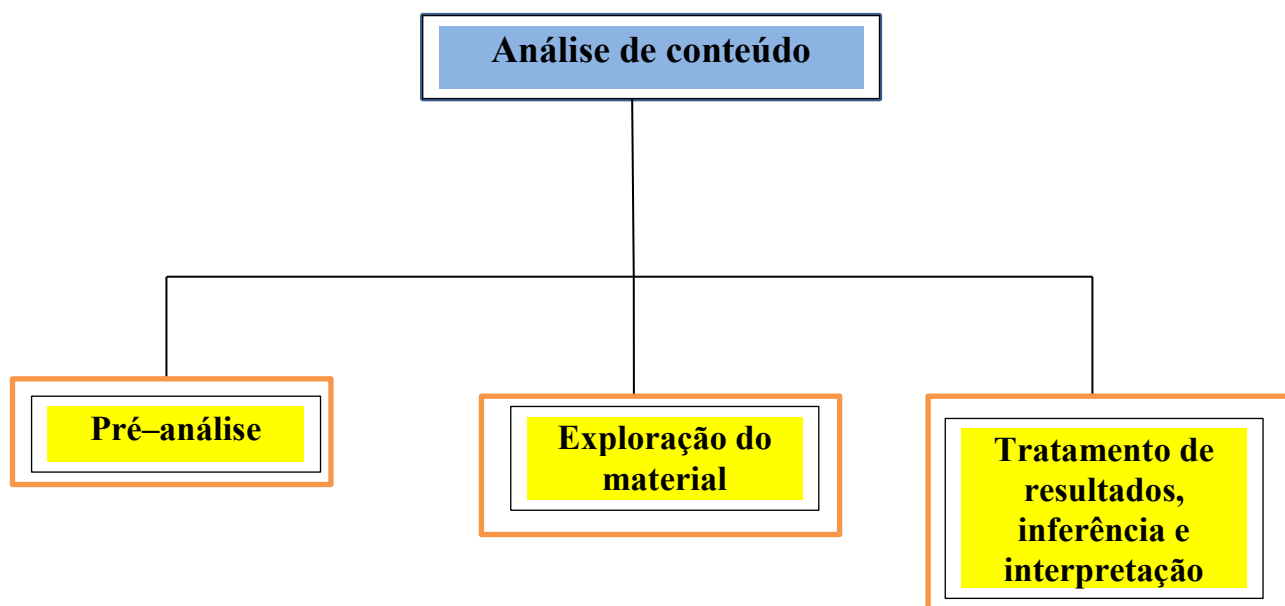 Análise de conteúdo
Pré–análise
Exploração do
material
Tratamento de
resultados,
inferência e
interpretação